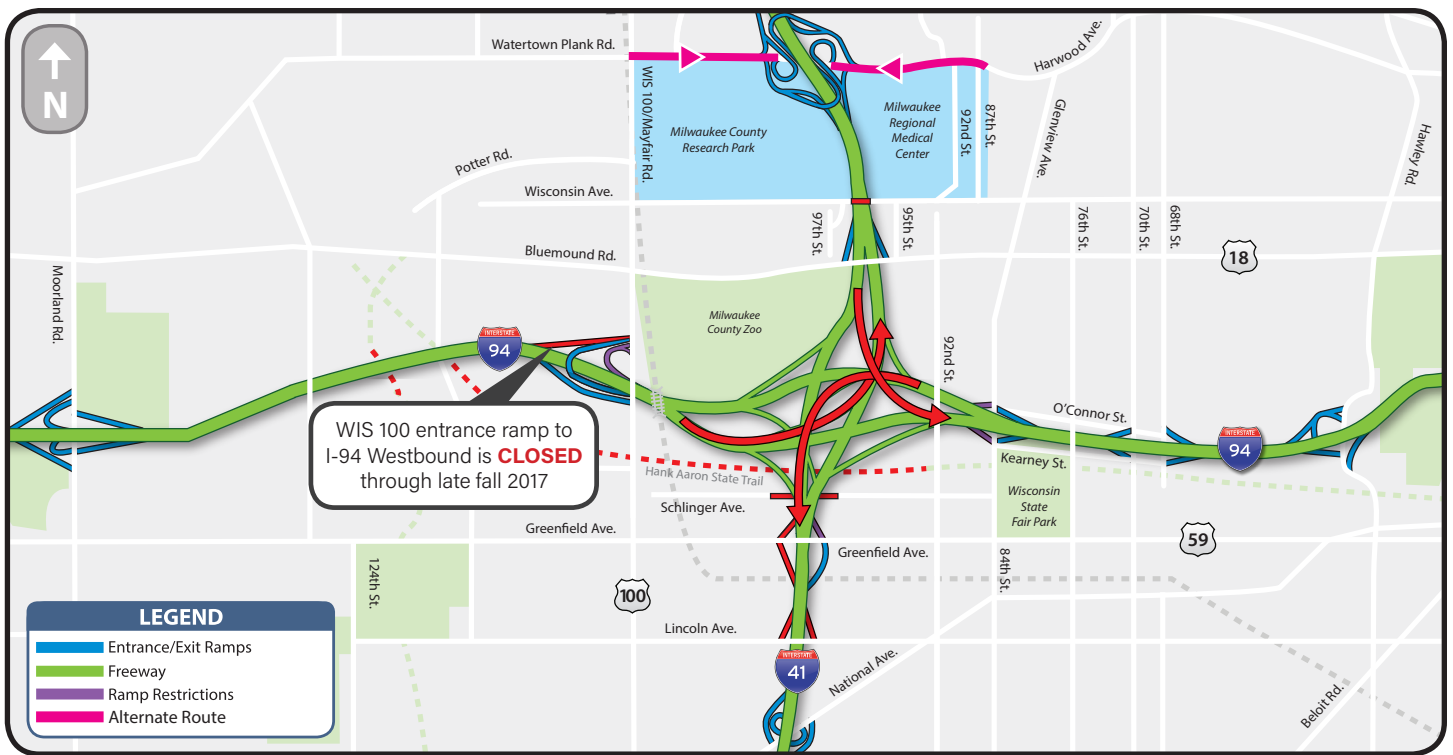 N
Watertown Plank Rd.
Harwood Ave.
WIS 100/Mayfair Rd.
Milwaukee County
Research Park
Milwaukee
Regional
Medical
Center
92nd St.
87th St.
Glenview Ave.
Hawley Rd.
Potter Rd.
Wisconsin Ave.
97th St.
95th St.
76th St.
70th St.
68th St.
Bluemound Rd.
18
Moorland Rd.
Milwaukee
County Zoo
INTERSTATE
94
92nd St.
O'Connor St.
WIS 100 entrance ramp to
I-94 Westbound is CLOSED
through late fall 2017
INTERSTATE
94
Hank Aaron State Trail
Kearney St.
Schlinger Ave.
Wisconsin
State
Fair Park
Greenfield Ave.
Greenfield Ave.
59
124th St.
84th St.
100
LEGEND
Entrance/Exit Ramps
Freeway
Ramp Restrictions
Alternate Route
Lincoln Ave.
INTERSTATE
41
National Ave.
Beloit Rd.